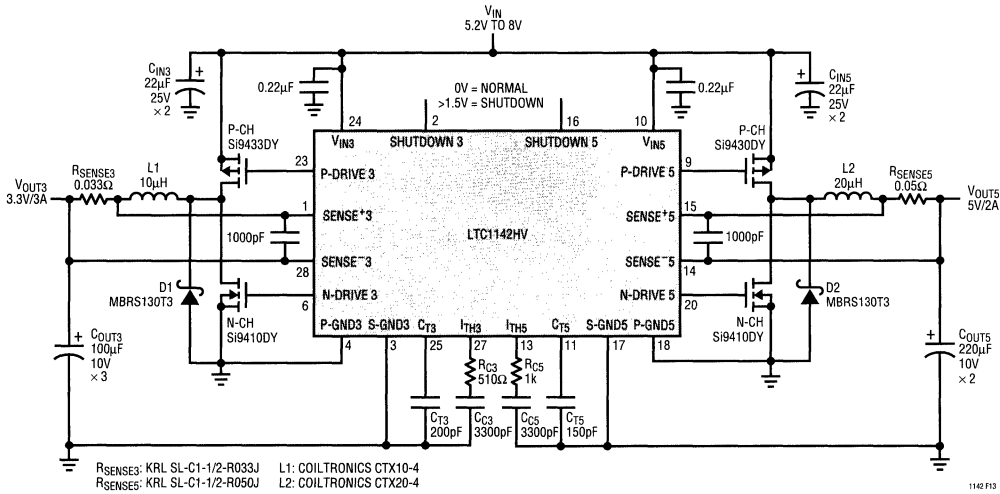 VIN
5.2V TO 8V
CIN3
22µF
25V
× 2
0.22µF
0V = NORMAL
>1.5V = SHUTDOWN
0.22µF
CIN5
22µF
25V
× 2
24
2
16
10
VIN3
SHUTDOWN 3
SHUTDOWN 5
VIN5
P-CH
Si9433DY
P-CH
Si9430DY
23
P-DRIVE 3
P-DRIVE 5
9
VOUT3
3.3V/3A
RSENSE3
0.033Ω
L1
10µH
L2
20µH
RSENSE5
0.05Ω
VOUT5
5V/2A
1
SENSE+3
SENSE+5
15
1000pF
LTC1142HV
1000pF
SENSE–3
SENSE–5
28
14
D1
MBRS130T3
N-DRIVE 3
N-DRIVE 5
D2
MBRS130T3
6
20
N-CH
Si9410DY
N-CH
Si9410DY
P-GND3
S-GND3
CT3
ITH3
ITH5
CT5
S-GND5
P-GND5
4
3
25
27
13
11
17
18
COUT3
100µF
10V
× 3
RC3
510Ω
RC5
1k
COUT5
220µF
10V
× 2
CT3
200pF
CC3
3300pF
CC5
3300pF
CT5
150pF
RSENSE3: KRL SL-C1-1/2-R033J L1: COILTRONICS CTX10-4
RSENSE5: KRL SL-C1-1/2-R050J L2: COILTRONICS CTX20-4
1142 F13